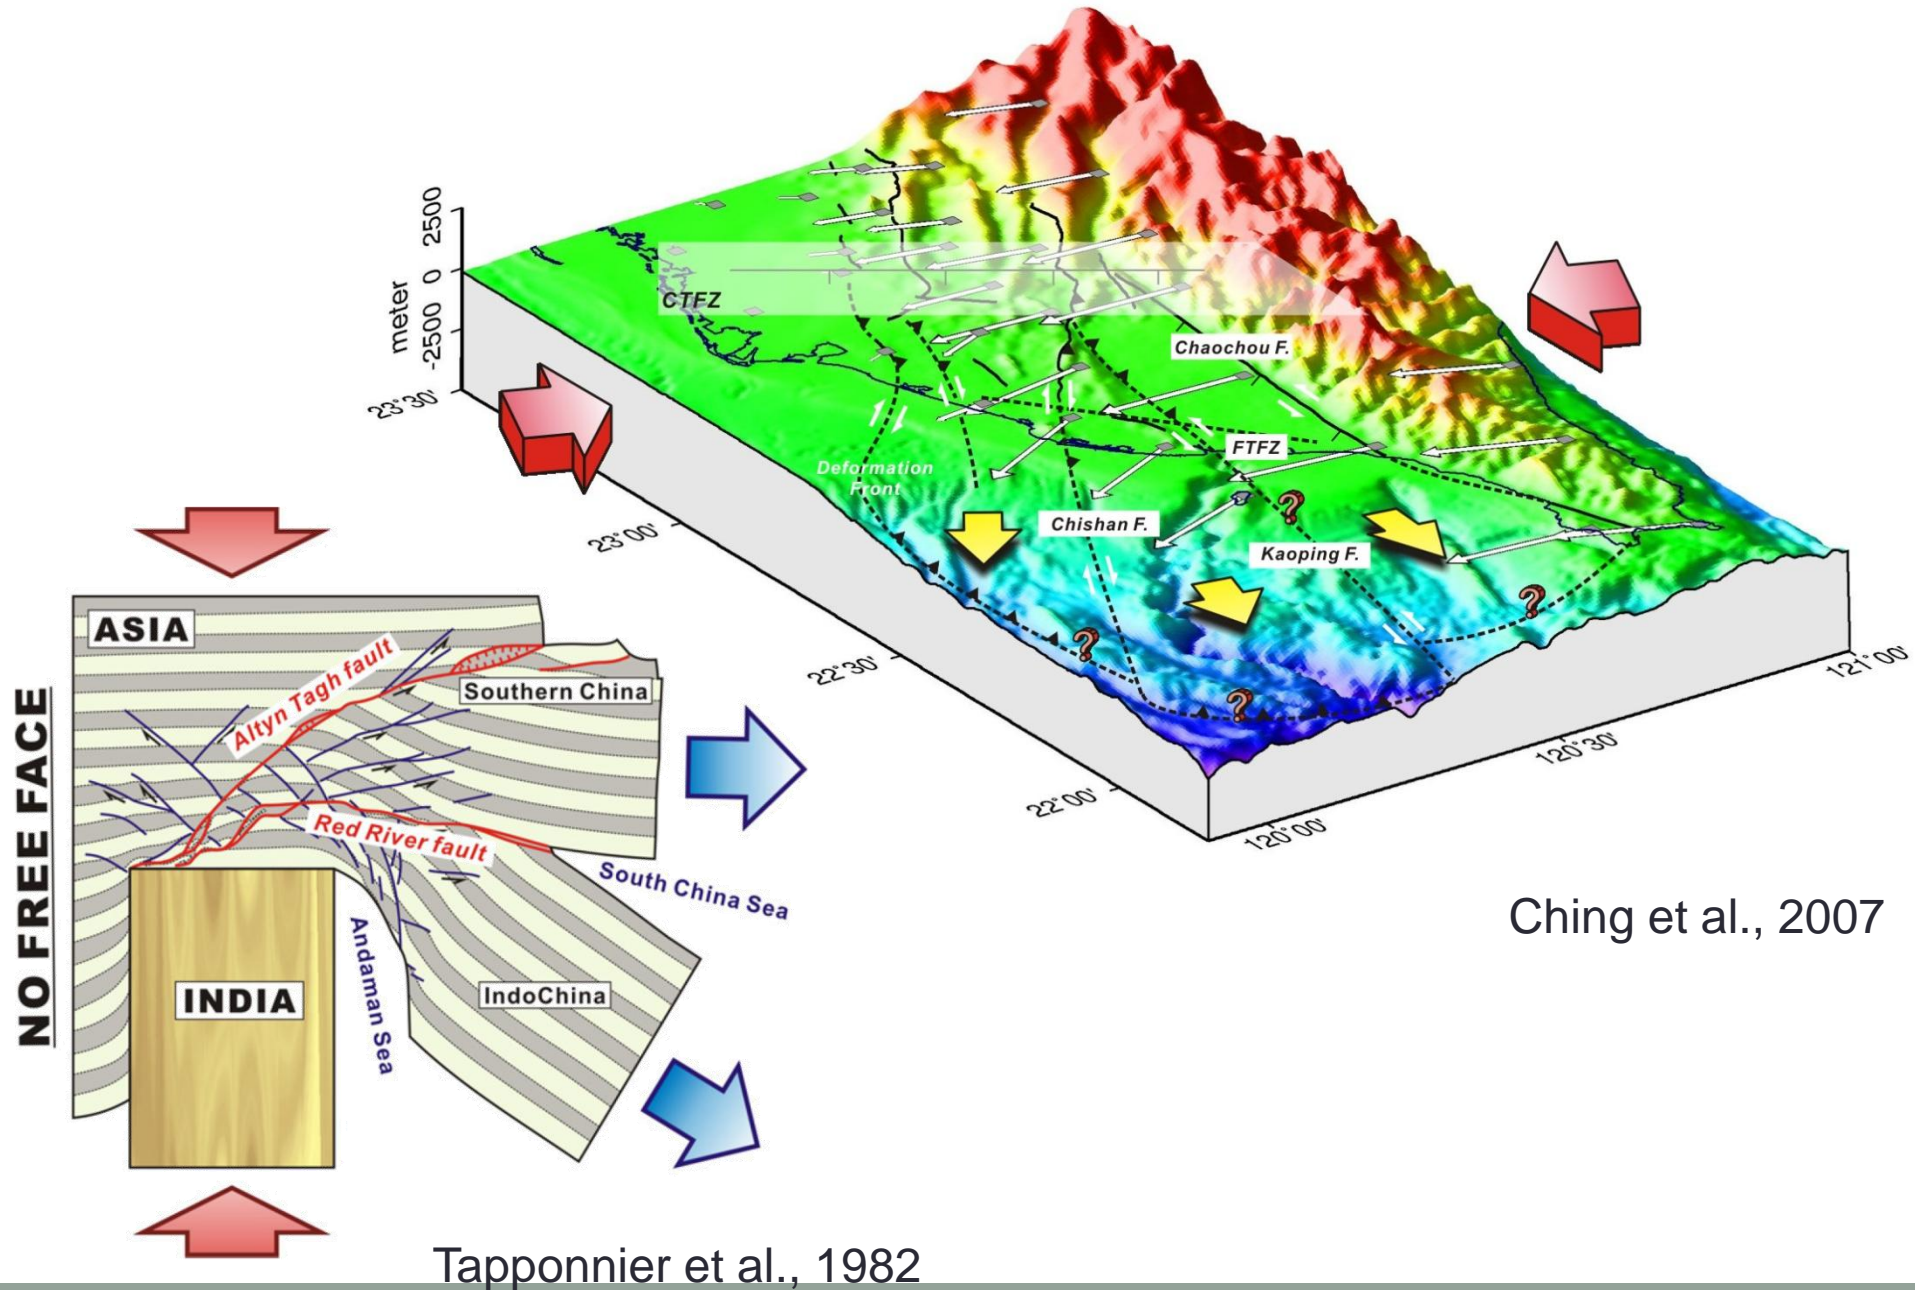 2500
0
-2500
meter
23°30'
23°00'
22°30'
22°00'
120°00'
120°30'
121°00'
CTFZ
Chaochou F.
FTFZ
Deformation
Front
Chishan F.
Kaoping F.
?
?
?
?
Ching et al., 2007
NO FREE FACE
ASIA
Altyn Tagh fault
Southern China
Red River fault
South China Sea
Andaman Sea
INDIA
IndoChina
Tapponnier et al., 1982